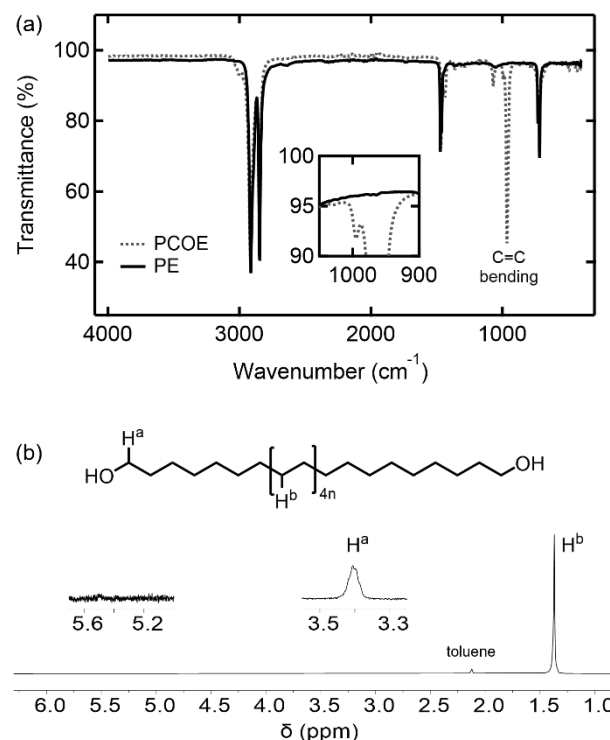 (a)
100
80
60
40
Transmittance (%)
PCOE
PE
100
95
90
1000
900
C=C
bending
4000
3000
2000
1000
Wavenumber (cm⁻¹)
(b)
Hᵃ
HO
OH
4n
Hᵇ
Hᵃ
Hᵇ
5.6 5.2
3.5 3.3
toluene
6.0 5.5 5.0 4.5 4.0 3.5 3.0 2.5 2.0 1.5 1.0
δ (ppm)